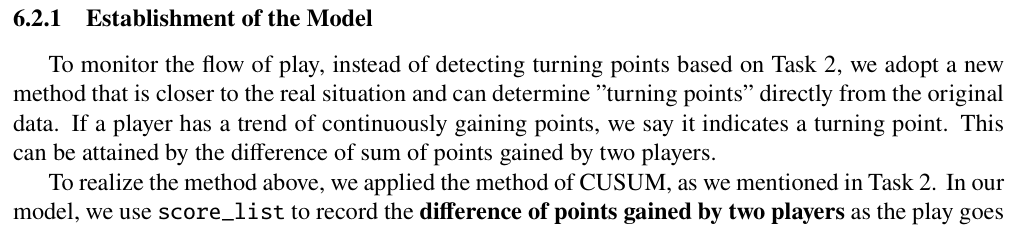 6.2.1 Establishment of the Model
To monitor the flow of play, instead of detecting turning points based on Task 2, we adopt a new
method that is closer to the real situation and can determine ”turning points” directly from the original
data. If a player has a trend of continuously gaining points, we say it indicates a turning point. This
can be attained by the difference of sum of points gained by two players.
To realize the method above, we applied the method of CUSUM, as we mentioned in Task 2. In our
model, we use score_list to record the difference of points gained by two players as the play goes